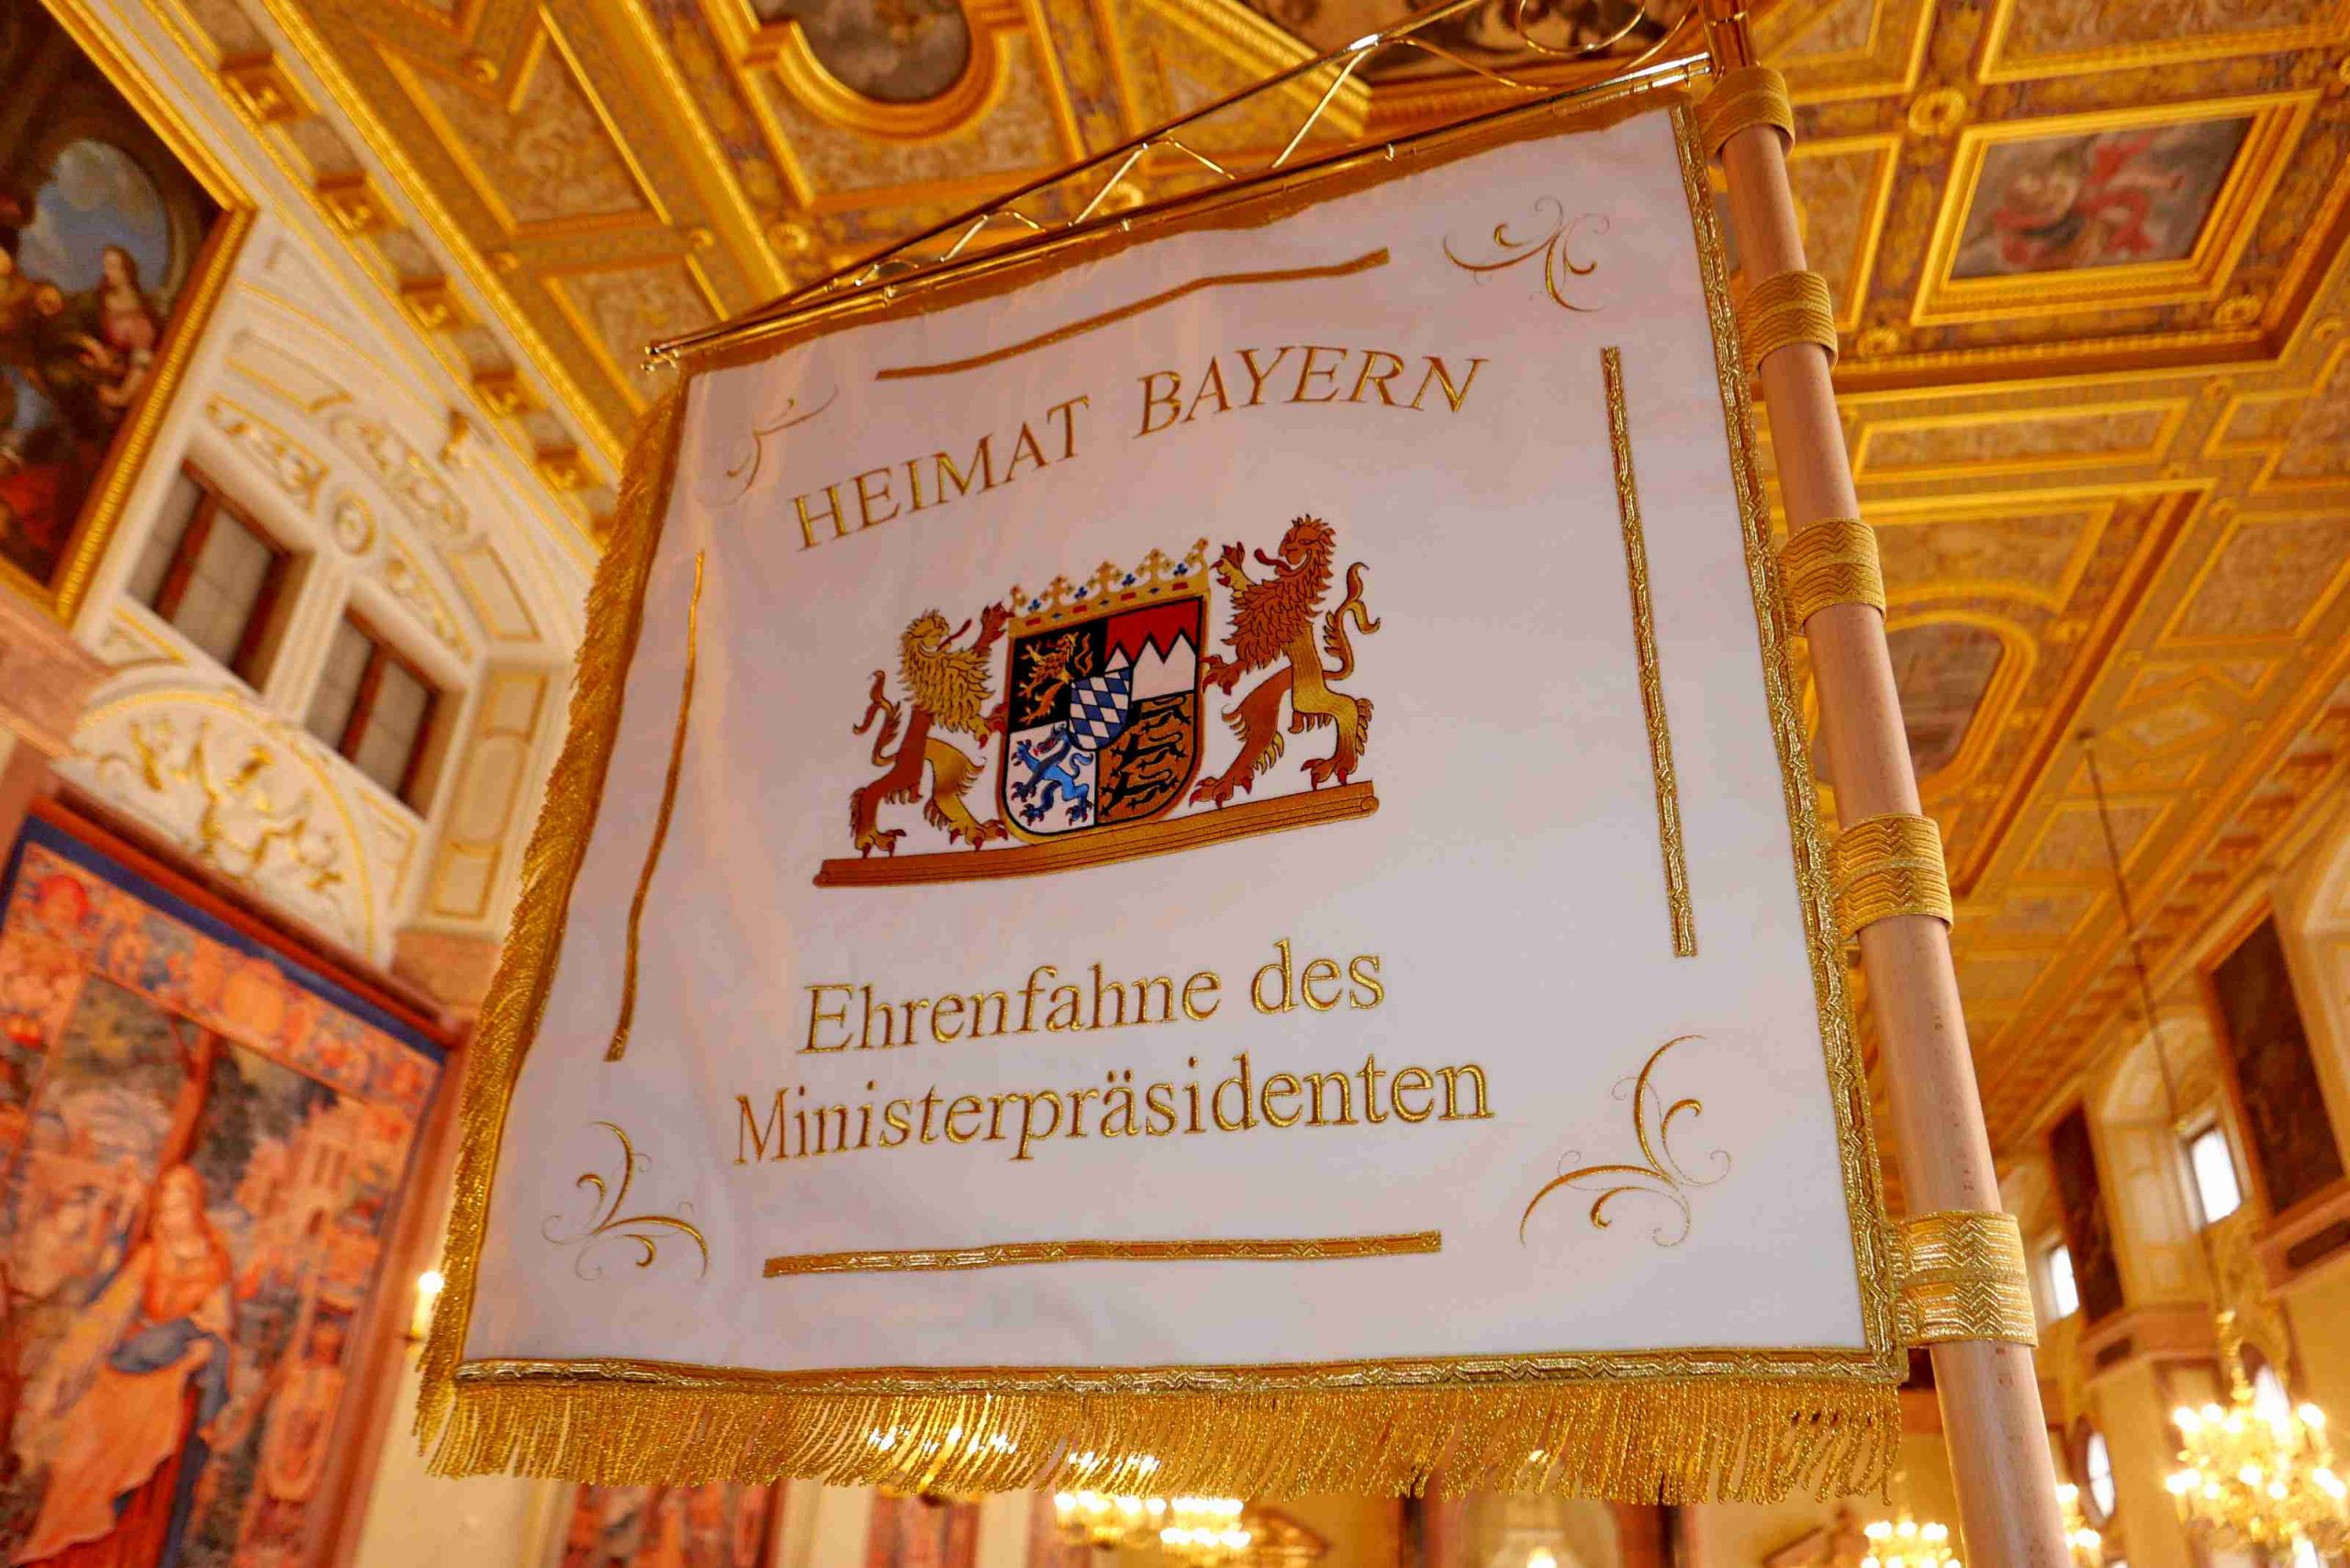 HEIMAT BAYERN
Ehrenfahne des
Ministerpräsidenten